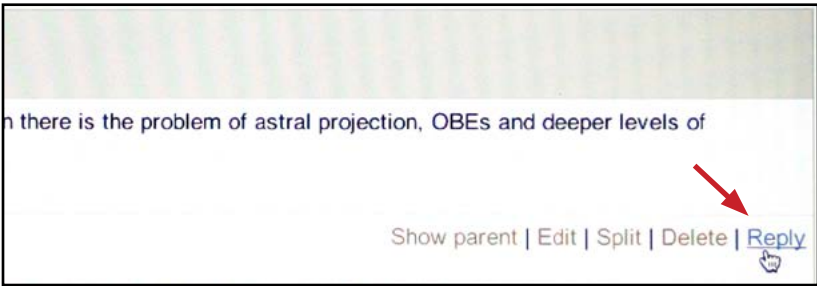 n there is the problem of astral projection, OBEs and deeper levels of
Show parent | Edit | Split | Delete | Reply